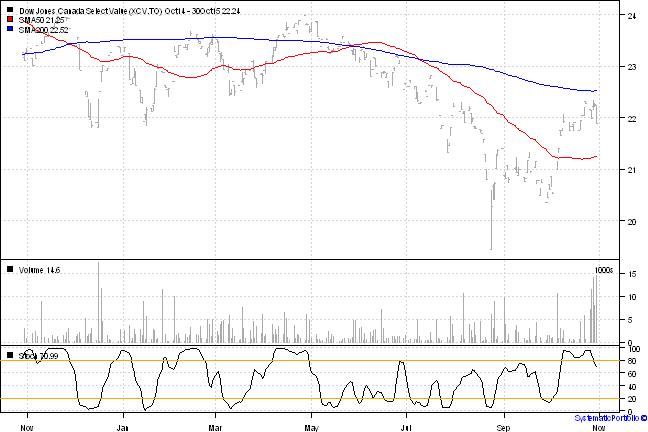 Dow Jones Canada Select Value (XCV.TO) Oct14 - 30Oct15 22.24
SMA50 21.25
SMA200 22.52
24
23
22
21
20
Volume 14.6
1000s
15
10
5
0
Stoch 70.99
100
80
60
40
20
0
Nov Jan Mar May Jul Sep Nov
SystematicPortfolio ©